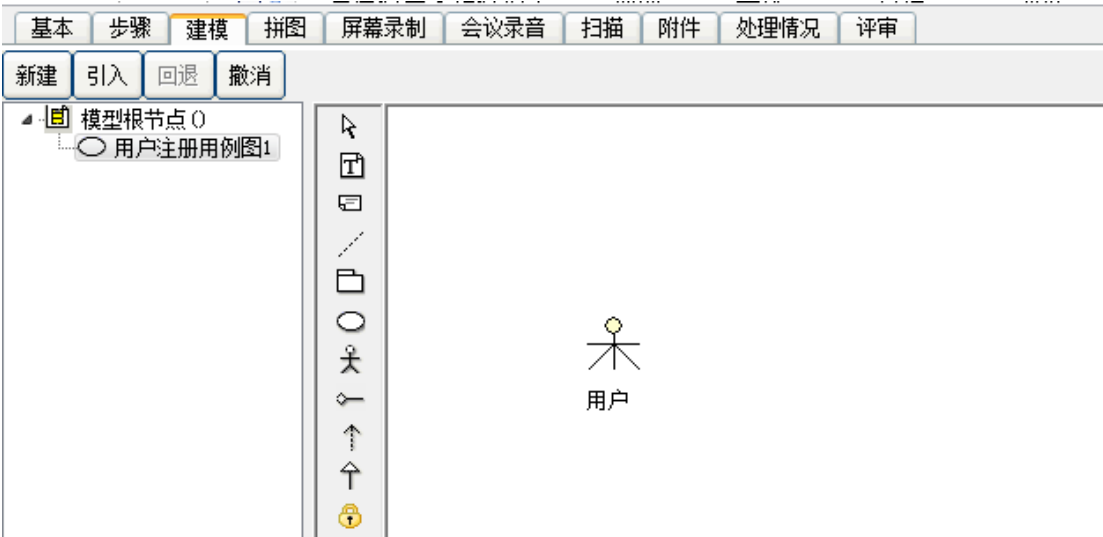 基本 步骤 建模 拼图 屏幕录制 会议录音 扫描 附件 处理情况 评审
新建 引入 回退 撤消
模型根节点()
用户注册用例图1
用户